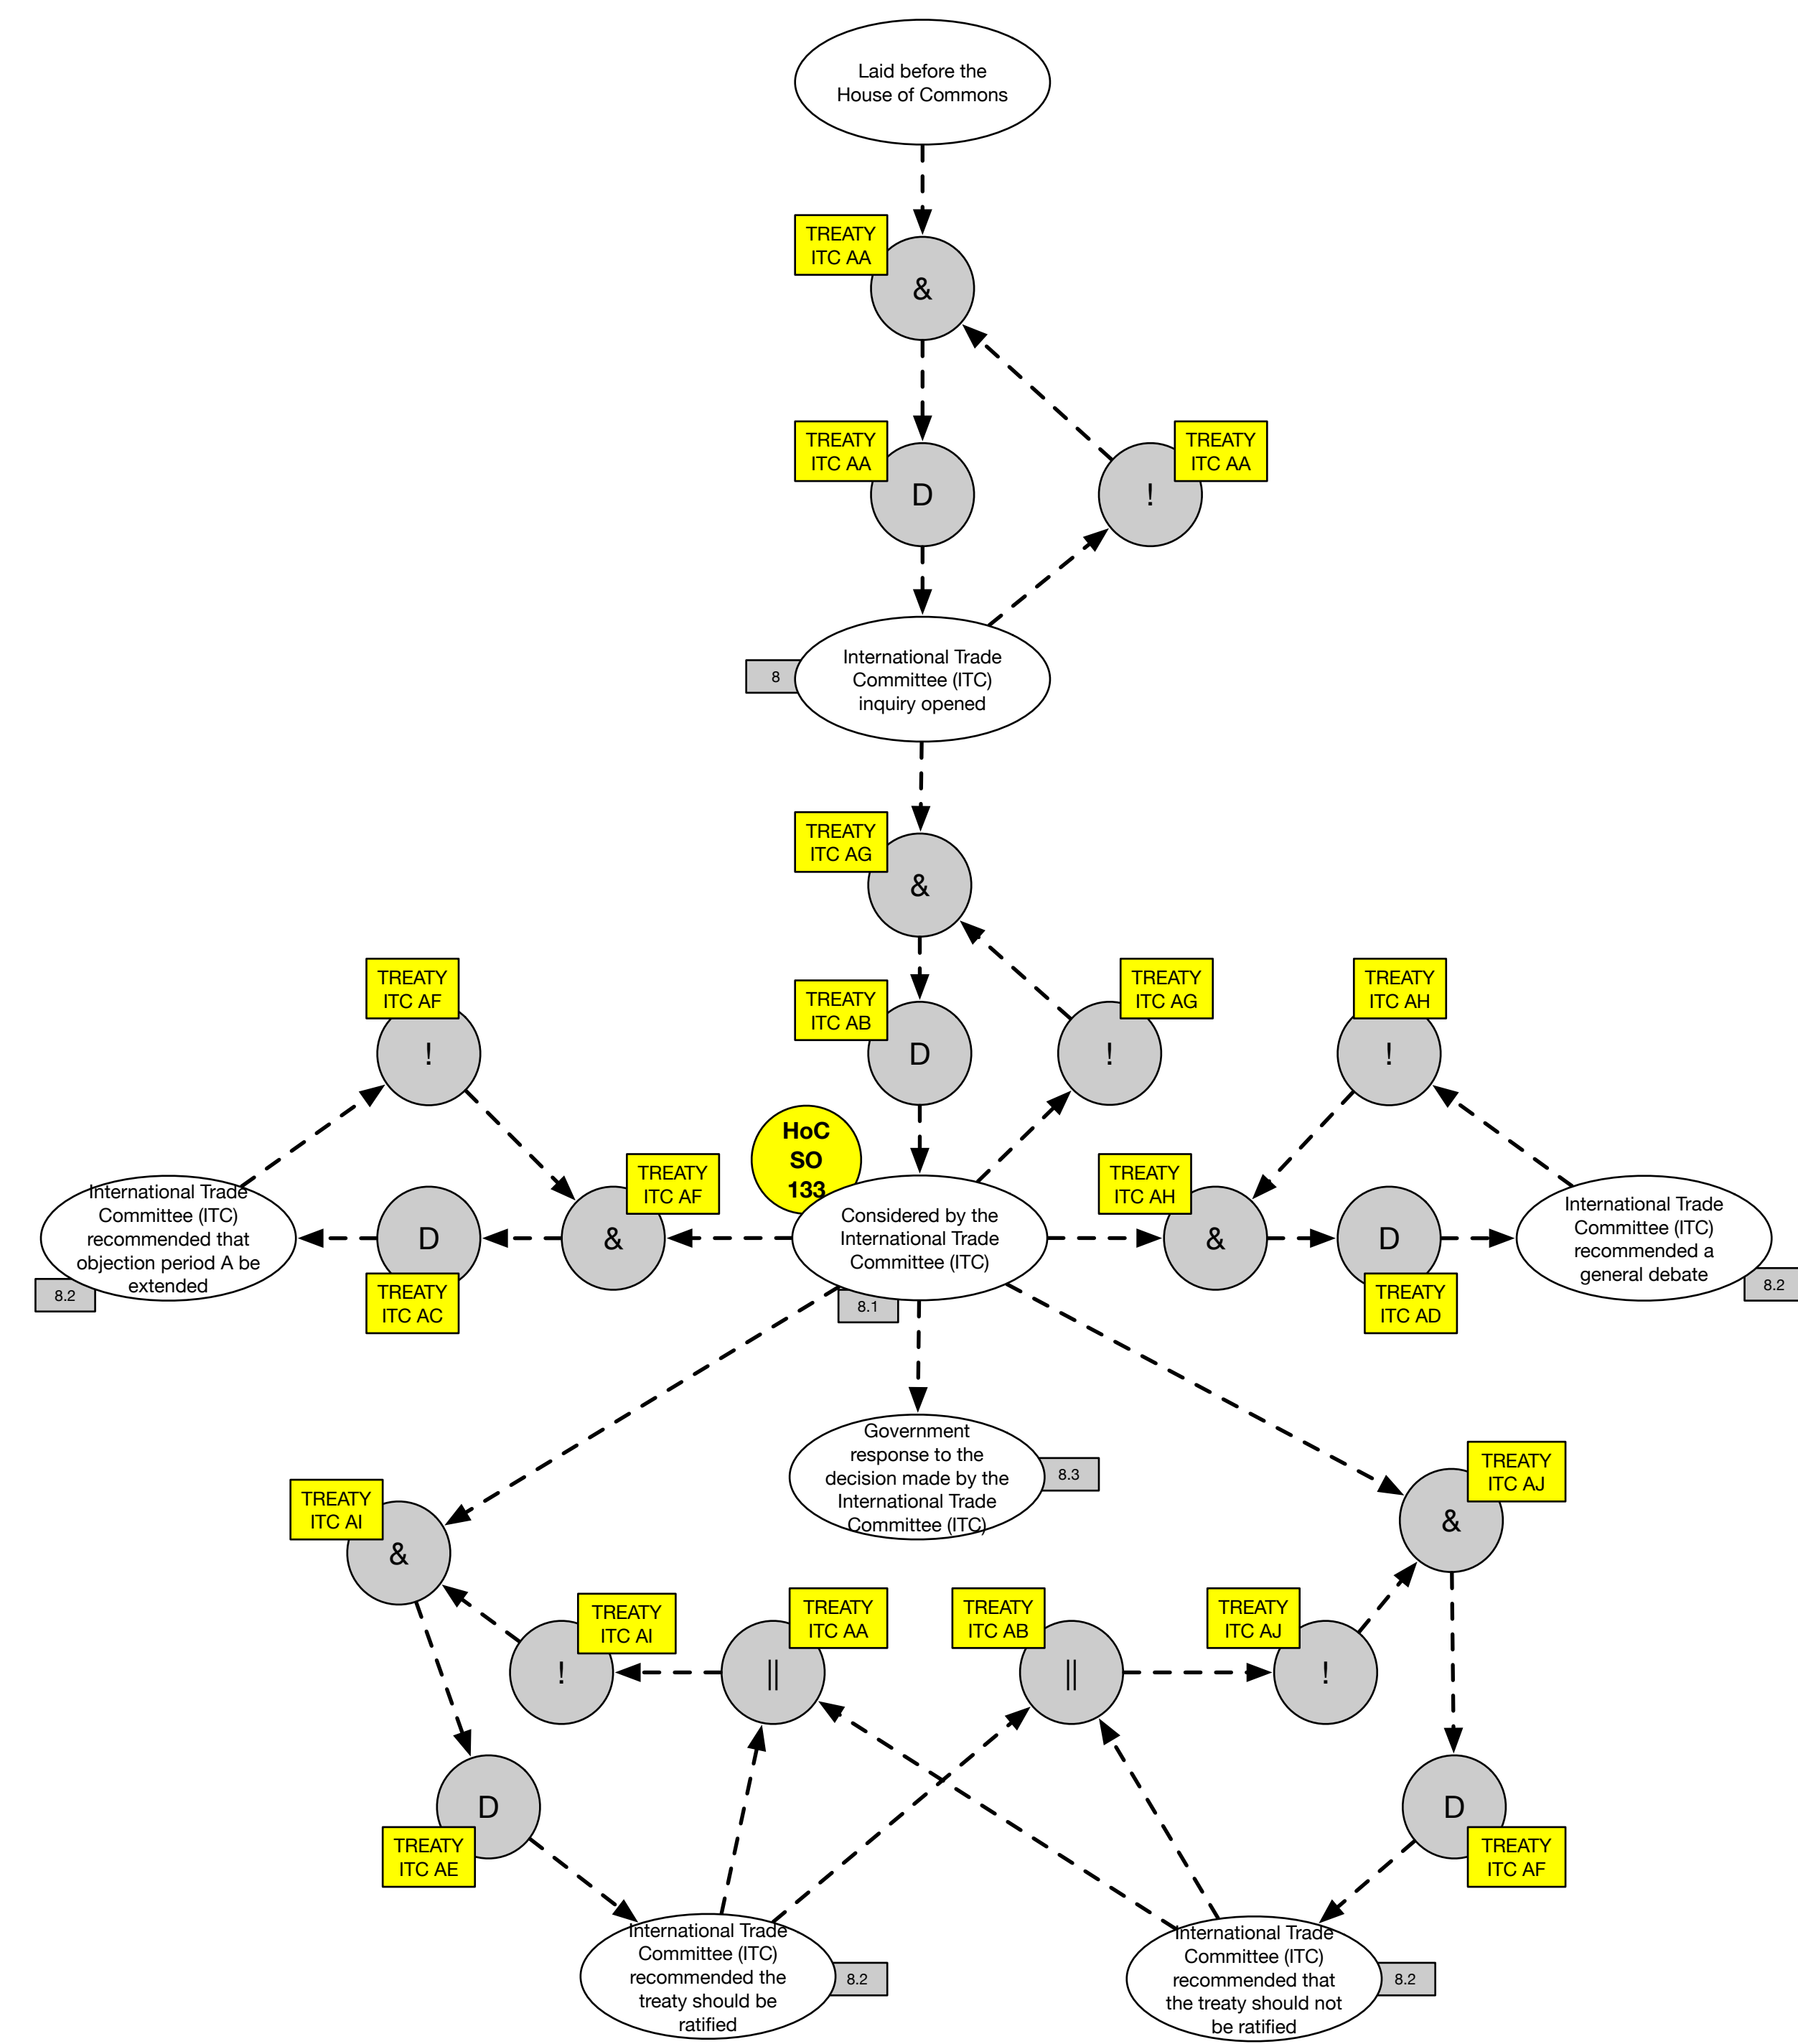 Laid before the
House of Commons
TREATY
ITC AA
&
TREATY
ITC AA
D
TREATY
ITC AA
!
International Trade
Committee (ITC)
inquiry opened
8
TREATY
ITC AG
&
TREATY
ITC AB
D
TREATY
ITC AG
!
TREATY
ITC AF
!
TREATY
ITC AH
!
HoC
SO
133
International Trade
Committee (ITC)
recommended that
objection period A be
extended
8.2
D
TREATY
ITC AC
TREATY
ITC AF
&
Considered by the
International Trade
Committee (ITC)
8.1
TREATY
ITC AH
&
D
TREATY
ITC AD
International Trade
Committee (ITC)
recommended a
general debate
8.2
Government
response to the
decision made by the
International Trade
Committee (ITC)
8.3
TREATY
ITC AI
&
TREATY
ITC AJ
&
TREATY
ITC AI
!
TREATY
ITC AA
||
TREATY
ITC AB
||
TREATY
ITC AJ
!
D
TREATY
ITC AE
D
TREATY
ITC AF
International Trade
Committee (ITC)
recommended the
treaty should be
ratified
8.2
International Trade
Committee (ITC)
recommended that
the treaty should not
be ratified
8.2